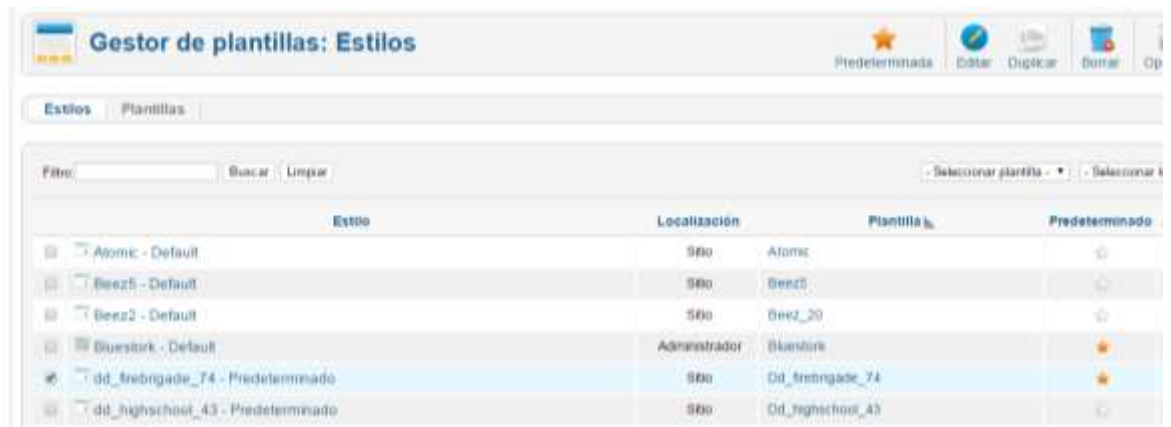 Gestor de plantillas: Estilos
Predeterminada Editar Duplicar Borrar
Estilos Plantillas
Filtro Buscar Limpiar - Seleccionar plantilla - - Seleccionar
Estilo Localización Plantilla Predeterminado
Atomic - Default Sitio Atomic
Beez5 - Default Sitio Beez5
Beez2 - Default Sitio Beez_20
Bluestork - Default Administrador Bluestork
dd_firebrigade_74 - Predeterminado Sitio Dd_firebrigade_74
dd_highschool_43 - Predeterminado Sitio Dd_highschool_43